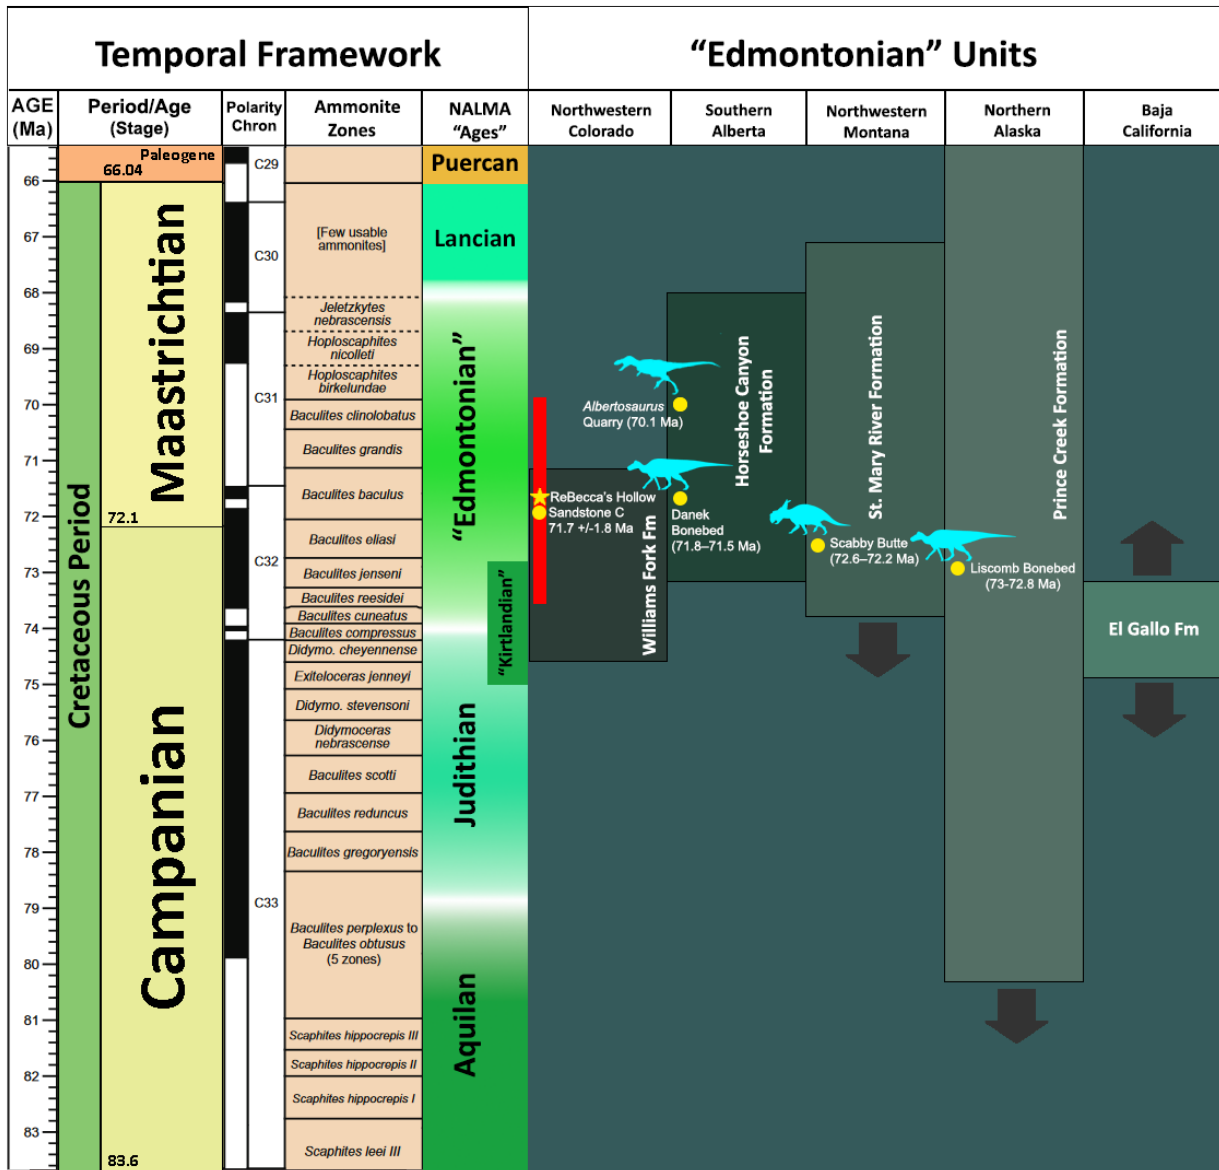 Temporal Framework
“Edmontonian” Units
AGE
(Ma)
Period/Age
(Stage)
Polarity
Chron
Ammonite
Zones
NALMA
“Ages”
Northwestern
Colorado
Southern
Alberta
Northwestern
Montana
Northern
Alaska
Baja
California
66
67
68
69
70
71
72
73
74
75
76
77
78
79
80
81
82
83
Paleogene
66.04
Cretaceous Period
Maastrichtian
72.1
Campanian
83.6
C29
C30
C31
C32
C33
[Few usable
ammonites]
Jeletzkytes
nebrascensis
Hoploscaphites
nicolleti
Hoploscaphites
birkelundae
Baculites clinolobatus
Baculites grandis
Baculites baculus
Baculites eliasi
Baculites jenseni
Baculites reesidei
Baculites cuneatus
Baculites compressus
Didymo. cheyennense
Exiteloceras jenneyi
Didymo. stevensoni
Didymoceras
nebrascense
Baculites scotti
Baculites reduncus
Baculites gregoryensis
Baculites perplexus to
Baculites obtusus
(5 zones)
Scaphites hippocrepis III
Scaphites hippocrepis II
Scaphites hippocrepis I
Scaphites leei III
Puercan
Lancian
“Edmontonian”
“Kirtlandian”
Judithian
Aquilan
ReBecca's Hollow
Sandstone C
71.7 +/-1.8 Ma
Williams Fork Fm
Albertosaurus
Quarry (70.1 Ma)
Danek
Bonebed
(71.8–71.5 Ma)
Horseshoe Canyon
Formation
Scabby Butte
(72.6–72.2 Ma)
St. Mary River Formation
Liscomb Bonebed
(73-72.8 Ma)
Prince Creek Formation
El Gallo Fm